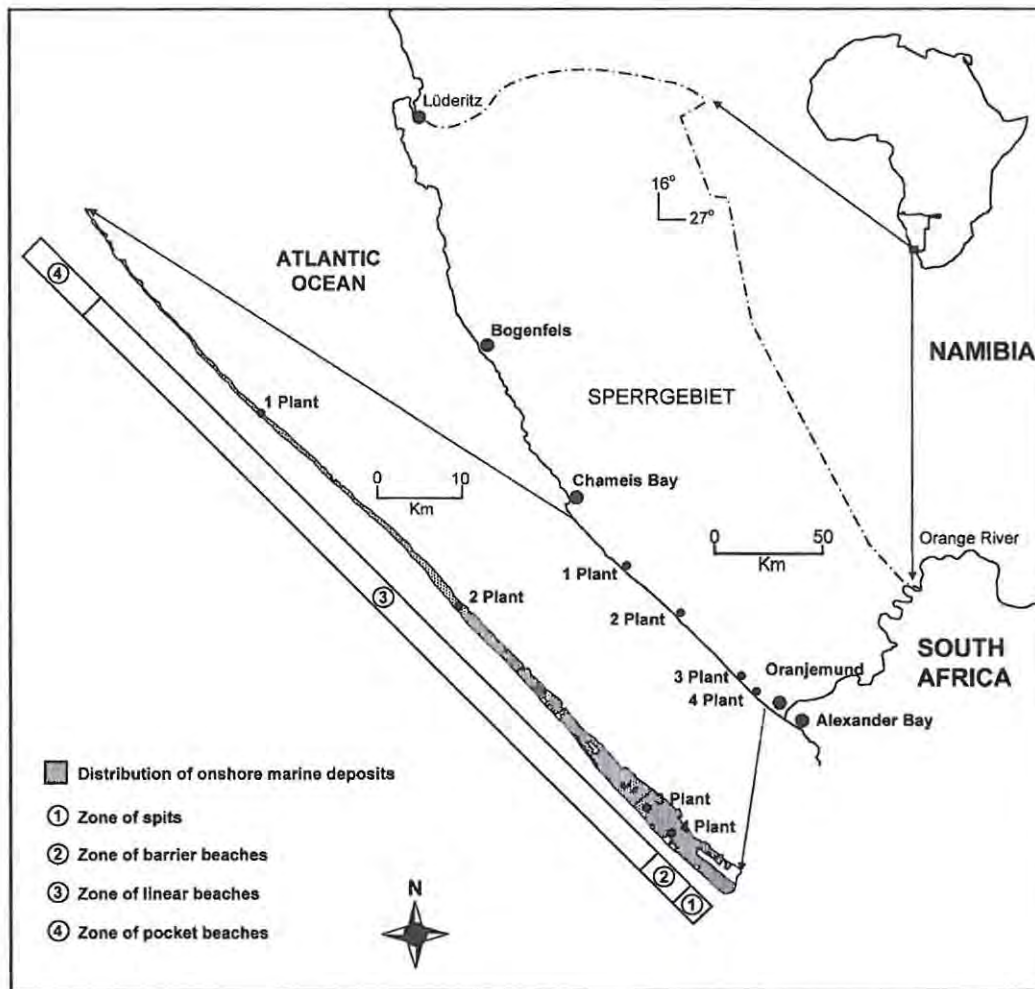 Lüderitz
16°
27°
ATLANTIC
OCEAN
④
Bogenfels
NAMIBIA
SPERRGEBIET
1 Plant
0 10
Km
Chameis Bay
0 50
Km
Orange River
1 Plant
2 Plant
③
2 Plant
SOUTH
AFRICA
3 Plant
Oranjemund
4 Plant
Alexander Bay
Distribution of onshore marine deposits
3 Plant
① Zone of spits
4 Plant
② Zone of barrier beaches
②
③ Zone of linear beaches
①
N
④ Zone of pocket beaches